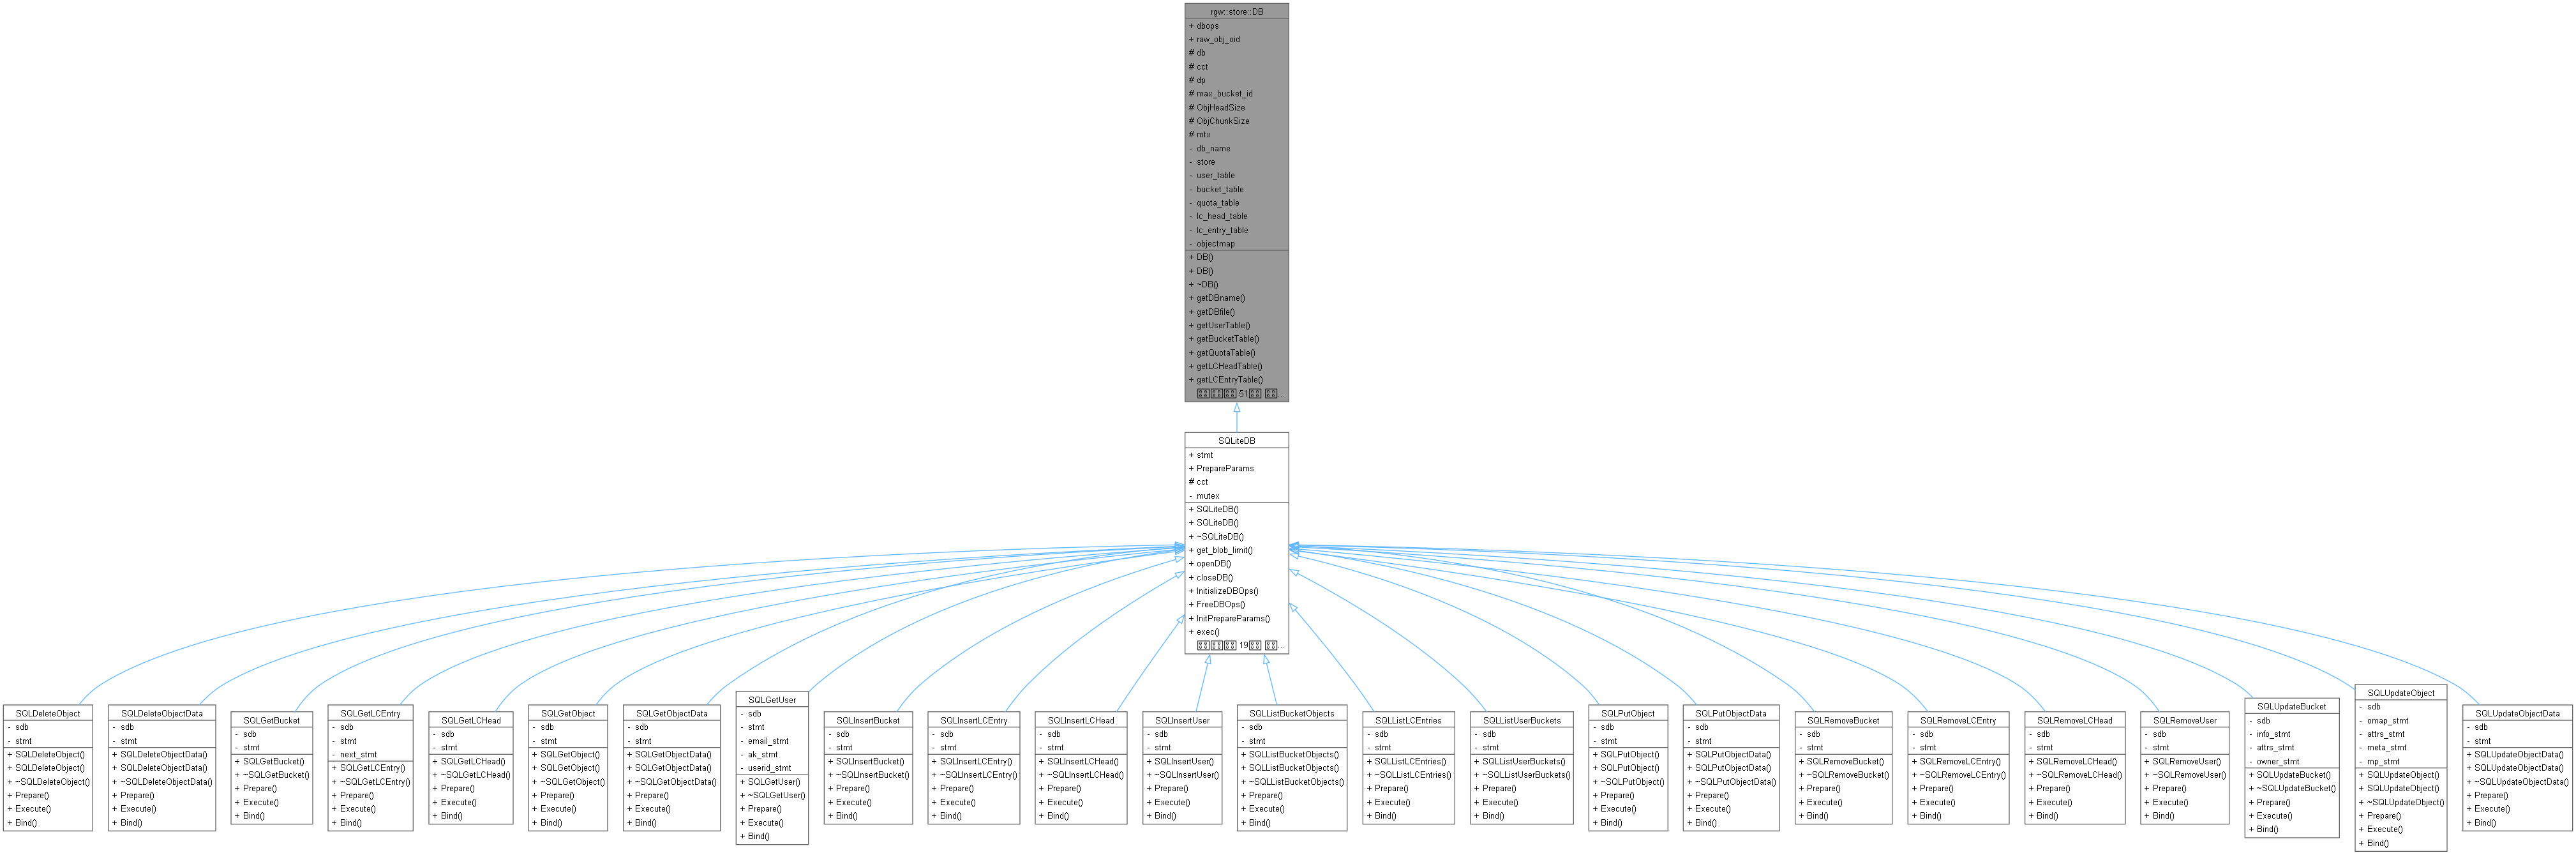 rgw::store::DB
+ dbops
+ raw_obj_oid
# db
# cct
# dp
# max_bucket_id
# ObjHeadSize
# ObjChunkSize
# mtx
- db_name
- store
- user_table
- bucket_table
- quota_table
- lc_head_table
- lc_entry_table
- objectmap
+ DB()
+ DB()
+ ~DB()
+ getDBname()
+ getDBfile()
+ getUserTable()
+ getBucketTable()
+ getQuotaTable()
+ getLCHeadTable()
+ getLCEntryTable()
51 ...
SQLiteDB
+ stmt
+ PrepareParams
# cct
- mutex
+ SQLiteDB()
+ SQLiteDB()
+ ~SQLiteDB()
+ get_blob_limit()
+ openDB()
+ closeDB()
+ InitializeDBOps()
+ FreeDBOps()
+ InitPrepareParams()
+ exec()
19 ...
SQLDeleteObject
- sdb
- stmt
+ SQLDeleteObject()
+ SQLDeleteObject()
+ ~SQLDeleteObject()
+ Prepare()
+ Execute()
+ Bind()
SQLDeleteObjectData
- sdb
- stmt
+ SQLDeleteObjectData()
+ SQLDeleteObjectData()
+ ~SQLDeleteObjectData()
+ Prepare()
+ Execute()
+ Bind()
SQLGetBucket
- sdb
- stmt
+ SQLGetBucket()
+ ~SQLGetBucket()
+ Prepare()
+ Execute()
+ Bind()
SQLGetLCEntry
- sdb
- stmt
- next_stmt
+ SQLGetLCEntry()
+ ~SQLGetLCEntry()
+ Prepare()
+ Execute()
+ Bind()
SQLGetLCHead
- sdb
- stmt
+ SQLGetLCHead()
+ ~SQLGetLCHead()
+ Prepare()
+ Execute()
+ Bind()
SQLGetObject
- sdb
- stmt
+ SQLGetObject()
+ SQLGetObject()
+ ~SQLGetObject()
+ Prepare()
+ Execute()
+ Bind()
SQLGetObjectData
- sdb
- stmt
+ SQLGetObjectData()
+ SQLGetObjectData()
+ ~SQLGetObjectData()
+ Prepare()
+ Execute()
+ Bind()
SQLGetUser
- sdb
- stmt
- email_stmt
- ak_stmt
- userid_stmt
+ SQLGetUser()
+ ~SQLGetUser()
+ Prepare()
+ Execute()
+ Bind()
SQLInsertBucket
- sdb
- stmt
+ SQLInsertBucket()
+ ~SQLInsertBucket()
+ Prepare()
+ Execute()
+ Bind()
SQLInsertLCEntry
- sdb
- stmt
+ SQLInsertLCEntry()
+ ~SQLInsertLCEntry()
+ Prepare()
+ Execute()
+ Bind()
SQLInsertLCHead
- sdb
- stmt
+ SQLInsertLCHead()
+ ~SQLInsertLCHead()
+ Prepare()
+ Execute()
+ Bind()
SQLInsertUser
- sdb
- stmt
+ SQLInsertUser()
+ ~SQLInsertUser()
+ Prepare()
+ Execute()
+ Bind()
SQLListBucketObjects
- sdb
- stmt
+ SQLListBucketObjects()
+ SQLListBucketObjects()
+ ~SQLListBucketObjects()
+ Prepare()
+ Execute()
+ Bind()
SQLListLCEntries
- sdb
- stmt
+ SQLListLCEntries()
+ ~SQLListLCEntries()
+ Prepare()
+ Execute()
+ Bind()
SQLListUserBuckets
- sdb
- stmt
+ SQLListUserBuckets()
+ ~SQLListUserBuckets()
+ Prepare()
+ Execute()
+ Bind()
SQLPutObject
- sdb
- stmt
+ SQLPutObject()
+ SQLPutObject()
+ ~SQLPutObject()
+ Prepare()
+ Execute()
+ Bind()
SQLPutObjectData
- sdb
- stmt
+ SQLPutObjectData()
+ SQLPutObjectData()
+ ~SQLPutObjectData()
+ Prepare()
+ Execute()
+ Bind()
SQLRemoveBucket
- sdb
- stmt
+ SQLRemoveBucket()
+ ~SQLRemoveBucket()
+ Prepare()
+ Execute()
+ Bind()
SQLRemoveLCEntry
- sdb
- stmt
+ SQLRemoveLCEntry()
+ ~SQLRemoveLCEntry()
+ Prepare()
+ Execute()
+ Bind()
SQLRemoveLCHead
- sdb
- stmt
+ SQLRemoveLCHead()
+ ~SQLRemoveLCHead()
+ Prepare()
+ Execute()
+ Bind()
SQLRemoveUser
- sdb
- stmt
+ SQLRemoveUser()
+ ~SQLRemoveUser()
+ Prepare()
+ Execute()
+ Bind()
SQLUpdateBucket
- sdb
- info_stmt
- attrs_stmt
- owner_stmt
+ SQLUpdateBucket()
+ ~SQLUpdateBucket()
+ Prepare()
+ Execute()
+ Bind()
SQLUpdateObject
- sdb
- omap_stmt
- attrs_stmt
- meta_stmt
- mp_stmt
+ SQLUpdateObject()
+ SQLUpdateObject()
+ ~SQLUpdateObject()
+ Prepare()
+ Execute()
+ Bind()
SQLUpdateObjectData
- sdb
- stmt
+ SQLUpdateObjectData()
+ SQLUpdateObjectData()
+ ~SQLUpdateObjectData()
+ Prepare()
+ Execute()
+ Bind()